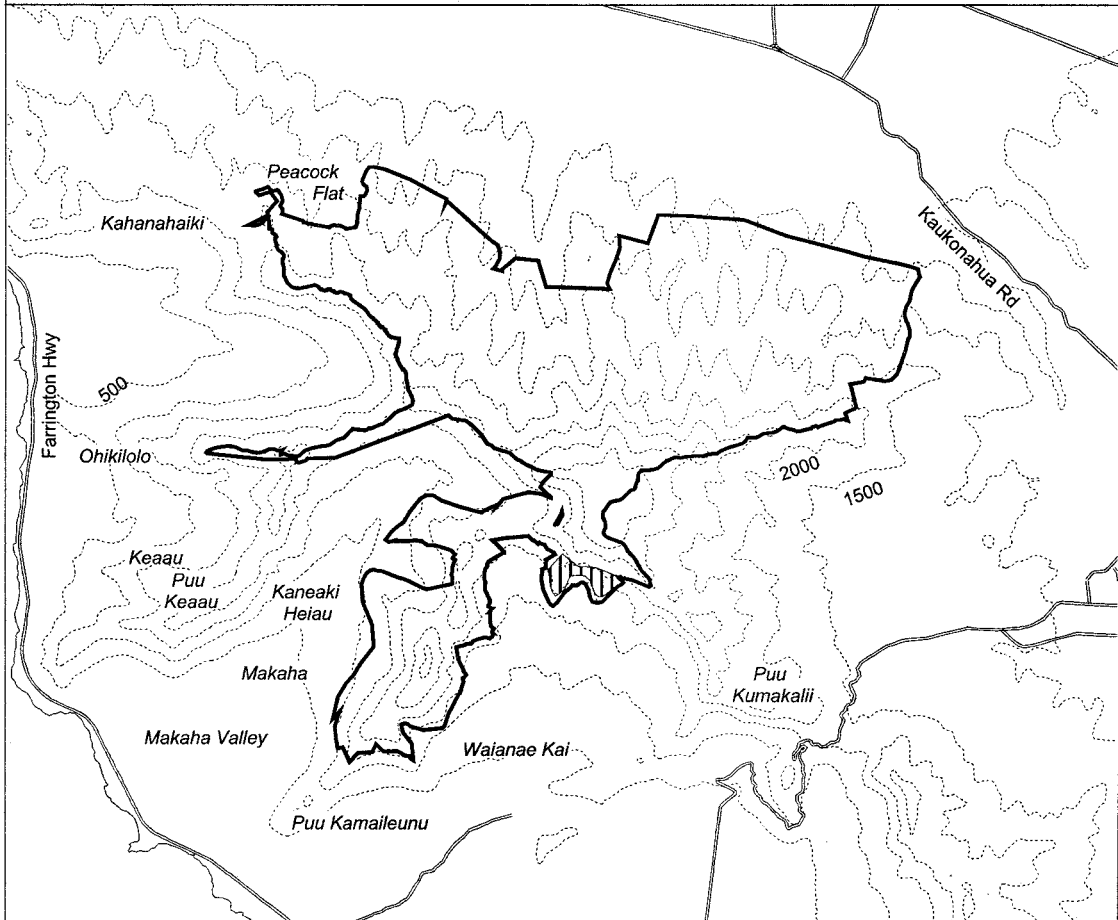 Peacock
Flat
Kahanahaiki
Kaukonahua Rd
Farrington Hwy
500
Ohikilolo
2000
1500
Keaau
Puu
Keaau
Kaneaki
Heiau
Makaha
Puu
Kumakalii
Makaha Valley
Waianae Kai
Puu Kamaileunu